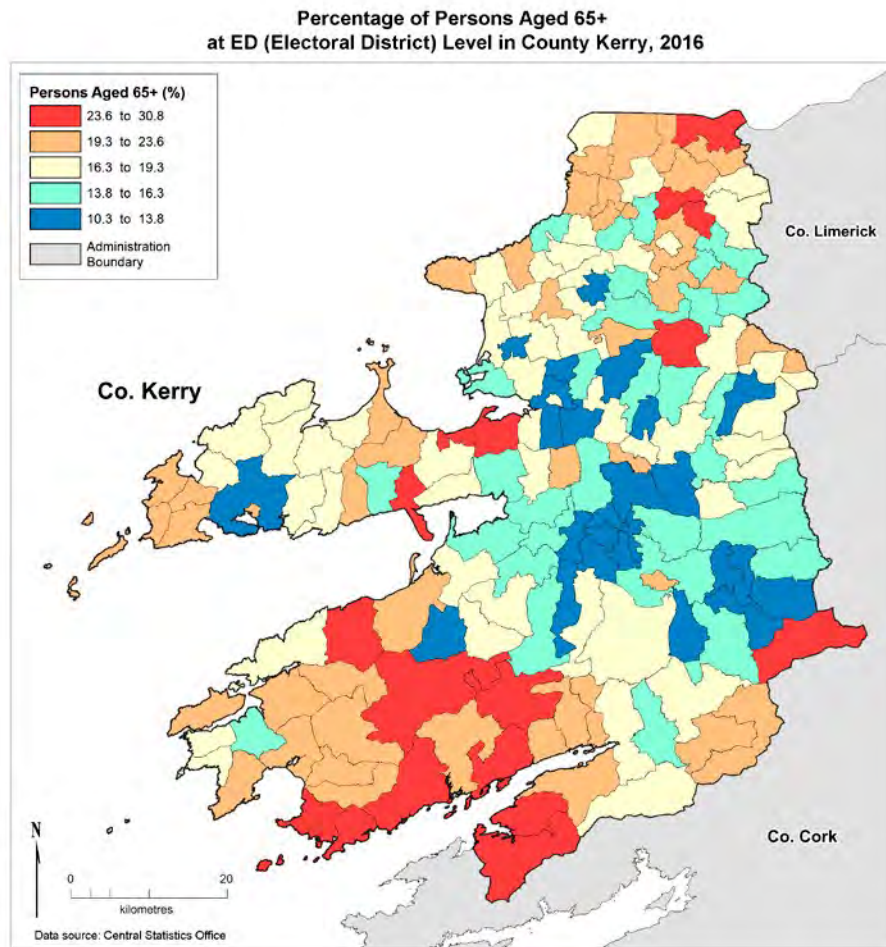 Percentage of Persons Aged 65+
at ED (Electoral District) Level in County Kerry, 2016
Persons Aged 65+ (%)
23.6 to 30.8
19.3 to 23.6
16.3 to 19.3
13.8 to 16.3
10.3 to 13.8
Administration
Boundary
Co. Limerick
Co. Kerry
Co. Cork
N
0 20
kilometres
Data source: Central Statistics Office